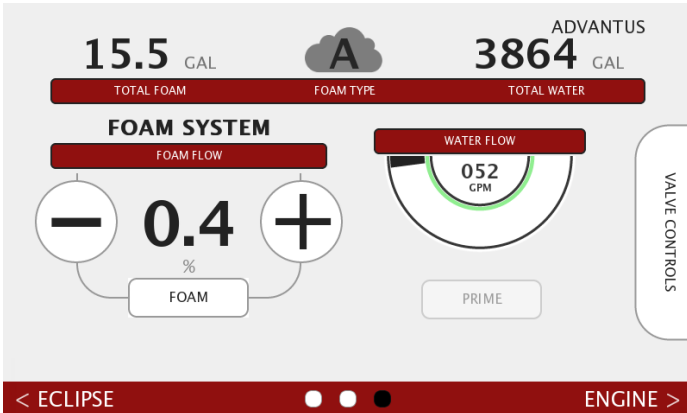 ADVANTUS
15.5 GAL
A
3864 GAL
TOTAL FOAM
FOAM TYPE
TOTAL WATER
FOAM SYSTEM
FOAM FLOW
WATER FLOW
052
GPM
0.4
%
FOAM
PRIME
VALVE CONTROLS
< ECLIPSE
ENGINE >